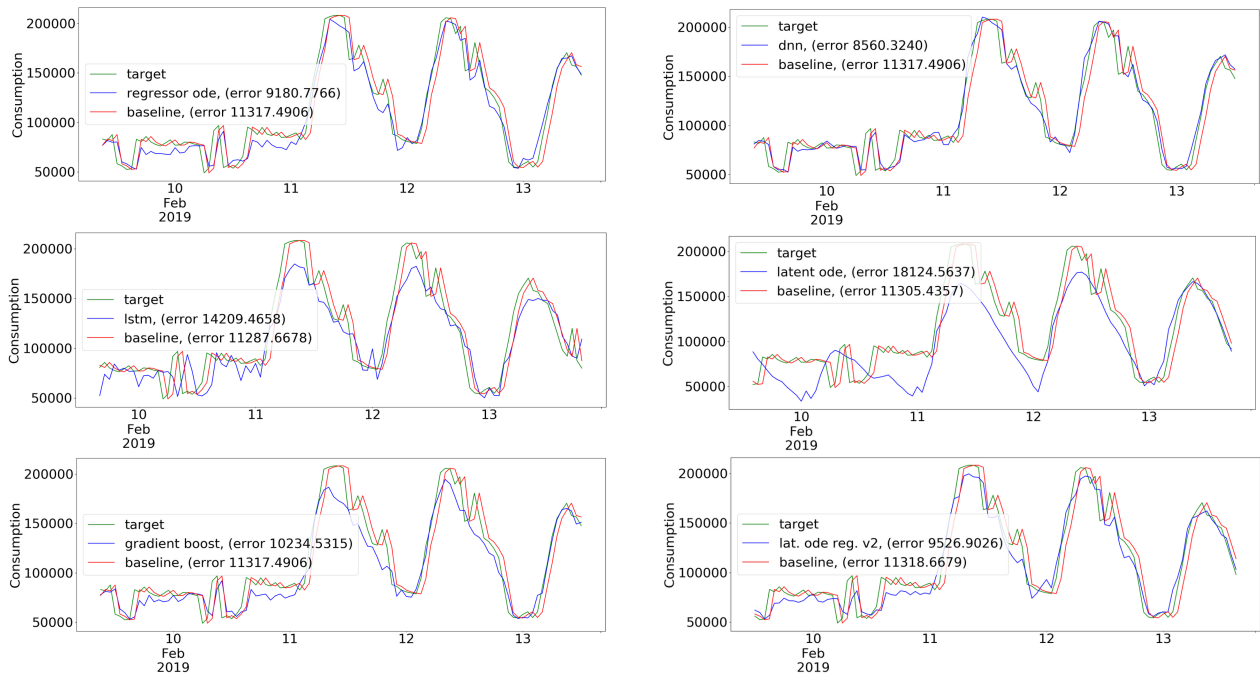 200000
150000
100000
50000
Consumption
target
regressor ode, (error 9180.7766)
baseline, (error 11317.4906)
10
11
12
13
Feb
2019
200000
150000
100000
50000
Consumption
target
dnn, (error 8560.3240)
baseline, (error 11317.4906)
10
11
12
13
Feb
2019
200000
150000
100000
50000
Consumption
target
lstm, (error 14209.4658)
baseline, (error 11287.6678)
10
11
12
13
Feb
2019
200000
150000
100000
50000
Consumption
target
latent ode, (error 18124.5637)
baseline, (error 11305.4357)
10
11
12
13
Feb
2019
200000
150000
100000
50000
Consumption
target
gradient boost, (error 10234.5315)
baseline, (error 11317.4906)
10
11
12
13
Feb
2019
200000
150000
100000
50000
Consumption
target
lat. ode reg. v2, (error 9526.9026)
baseline, (error 11318.6679)
10
11
12
13
Feb
2019